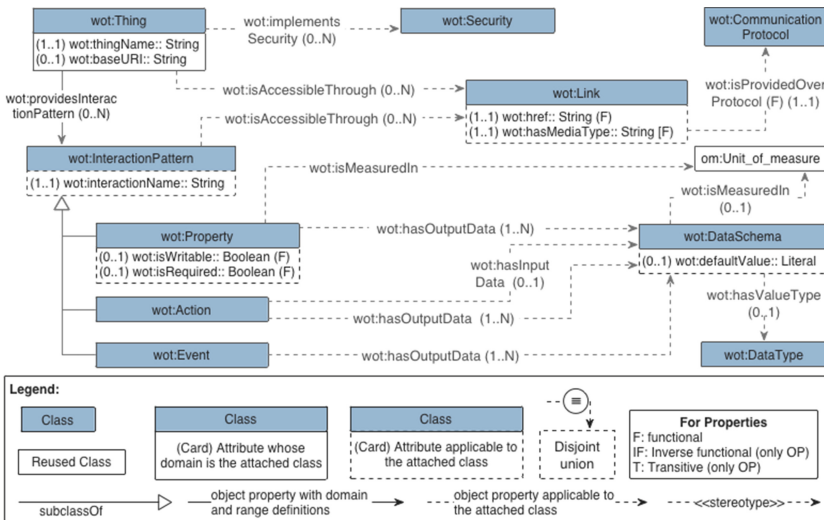 wot:Thing
(1..1) wot:thingName:: String
(0..1) wot:baseURI:: String
wot:implements
Security (0..N)
wot:Security
wot:Communication
Protocol
wot:providesInterac
tionPattern (0..N)
wot:isAccessibleThrough (0..N)
wot:isAccessibleThrough (0..N)
wot:Link
(1..1) wot:href:: String (F)
(1..1) wot:hasMediaType:: String [F)
wot:isProvidedOver
Protocol (F) (1..1)
wot:InteractionPattern
(1..1) wot:interactionName:: String
wot:isMeasuredIn
om:Unit_of_measure
wot:isMeasuredIn
(0..1)
wot:Property
(0..1) wot:isWritable:: Boolean (F)
(0..1) wot:isRequired:: Boolean (F)
wot:hasOutputData (1..N)
wot:DataSchema
(0..1) wot:defaultValue:: Literal
wot:hasInput
Data (0..1)
wot:Action
wot:hasOutputData (1..N)
wot:hasValueType
(0..1)
wot:Event
wot:hasOutputData (1..N)
wot:DataType
Legend:
Class
Reused Class
Class
(Card) Attribute whose
domain is the attached class
Class
(Card) Attribute applicable to
the attached class
≡
Disjoint
union
For Properties
F: functional
IF: Inverse functional (only OP)
T: Transitive (only OP)
subclassOf
object property with domain
and range definitions
object property applicable to
the attached class
<<stereotype>>